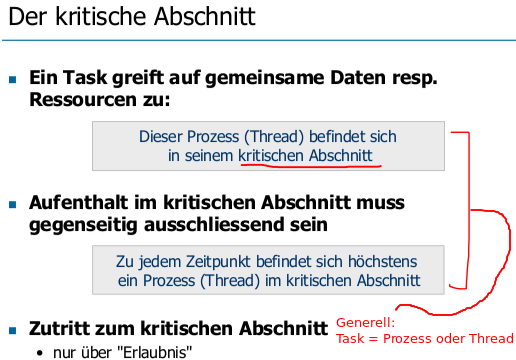 Der kritische Abschnitt
Ein Task greift auf gemeinsame Daten resp.
Ressourcen zu:
Dieser Prozess (Thread) befindet sich
in seinem kritischen Abschnitt
Aufenthalt im kritischen Abschnitt muss
gegenseitig ausschliessend sein
Zu jedem Zeitpunkt befindet sich höchstens
ein Prozess (Thread) im kritischen Abschnitt
Zutritt zum kritischen Abschnitt
nur über "Erlaubnis"
Generell:
Task = Prozess oder Thread